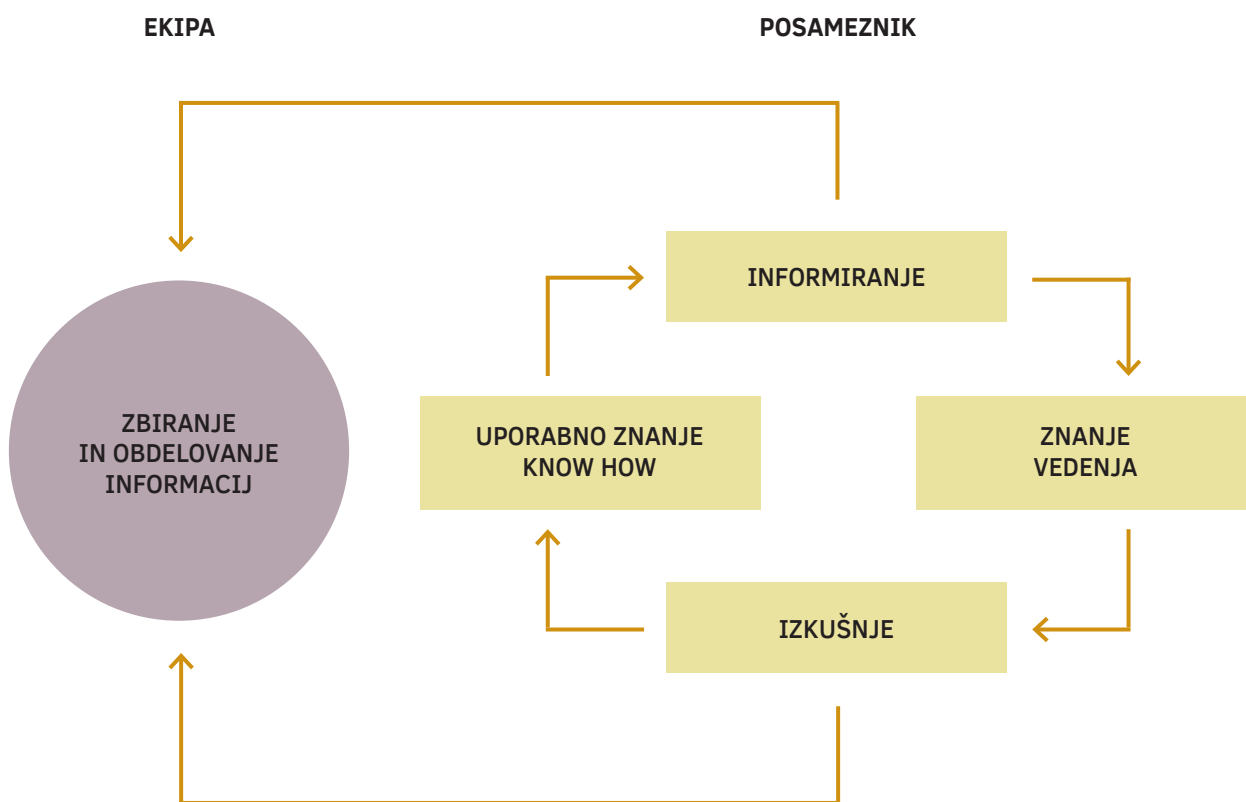 EKIPA
POSAMEZNIK
INFORMIRANJE
ZBIRANJE
IN OBDELOVANJE
INFORMACIJ
UPORABNO ZNANJE
KNOW HOW
ZNANJE
VEDENJA
IZKUŠNJE